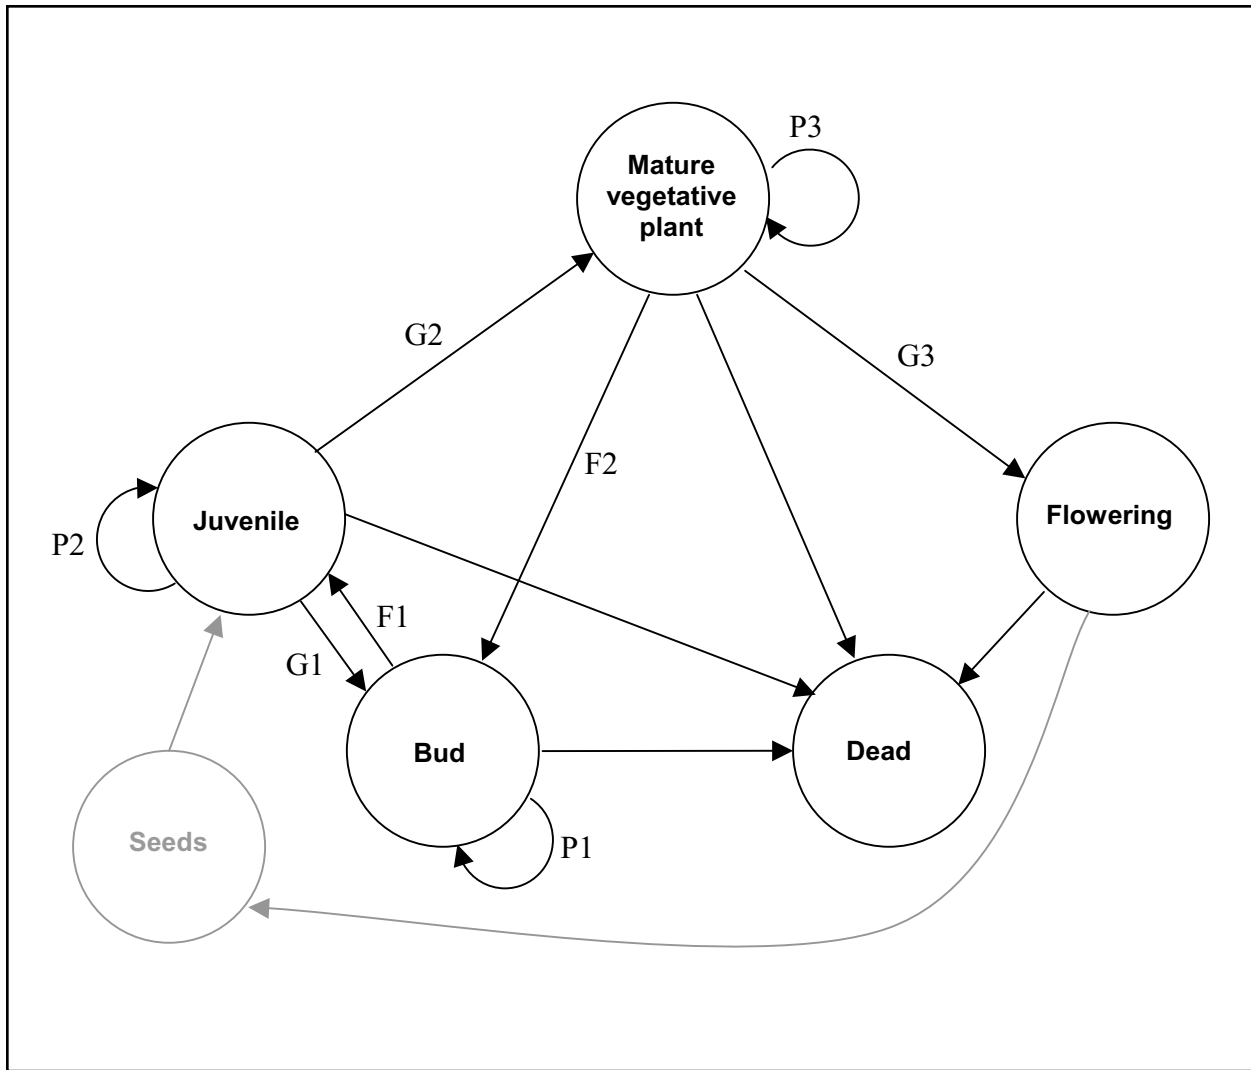 P3
Mature
vegetative
plant
G2
G3
F2
Juvenile
Flowering
P2
F1
G1
Bud
Dead
Seeds
P1